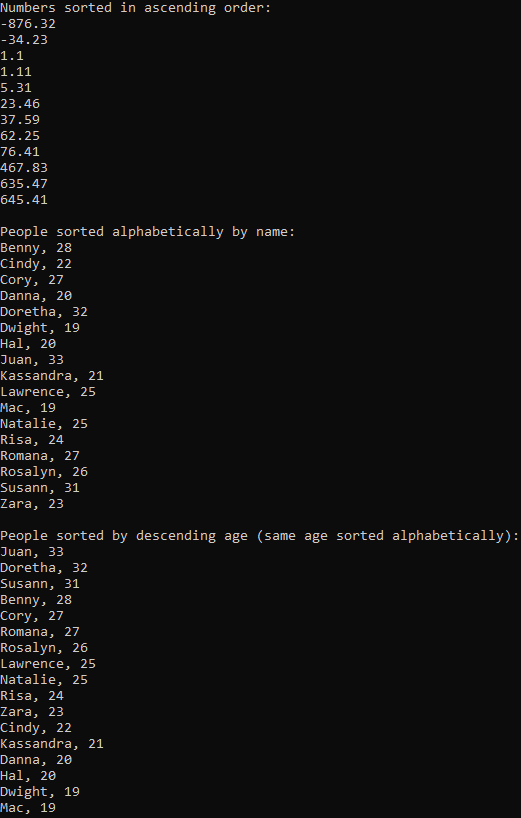 Numbers sorted in ascending order:
-876.32
-34.23
1.1
1.11
5.31
23.46
37.59
62.25
76.41
467.83
635.47
645.41

People sorted alphabetically by name:
Benny, 28
Cindy, 22
Cory, 27
Danna, 20
Doretha, 32
Dwight, 19
Hal, 20
Juan, 33
Kassandra, 21
Lawrence, 25
Mac, 19
Natalie, 25
Risa, 24
Romana, 27
Rosalyn, 26
Susann, 31
Zara, 23

People sorted by descending age (same age sorted alphabetically):
Juan, 33
Doretha, 32
Susann, 31
Benny, 28
Cory, 27
Romana, 27
Rosalyn, 26
Lawrence, 25
Natalie, 25
Risa, 24
Zara, 23
Cindy, 22
Kassandra, 21
Danna, 20
Hal, 20
Dwight, 19
Mac, 19